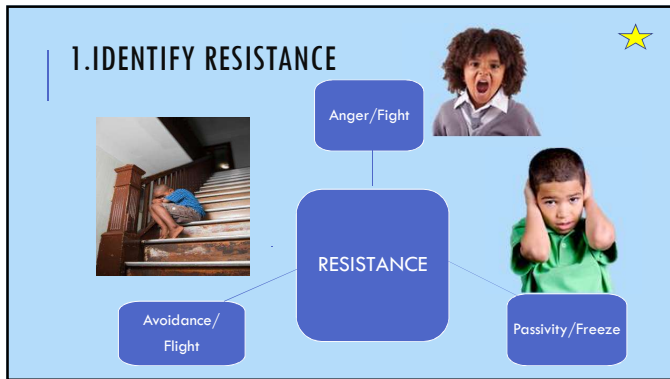 1.IDENTIFY RESISTANCE
Anger/Fight
RESISTANCE
Avoidance/
Flight
Passivity/Freeze